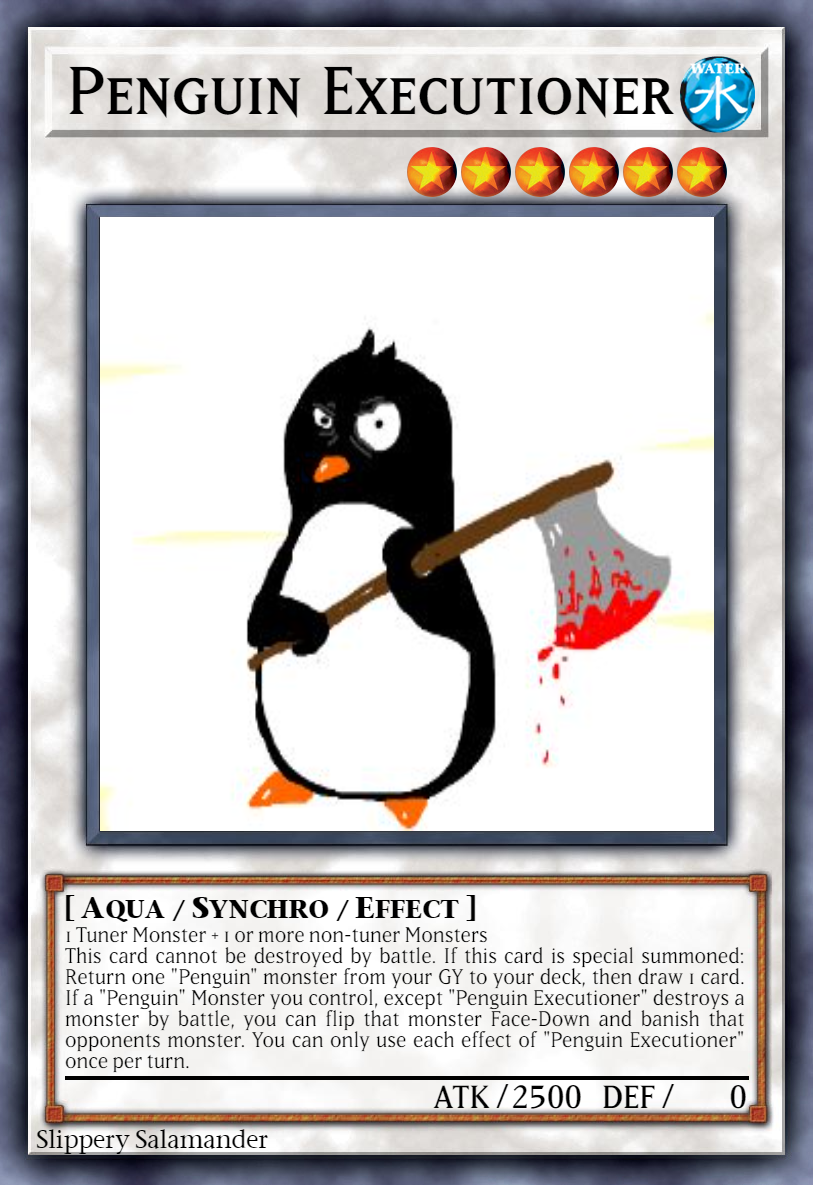 Penguin Executioner
WATER
水
[ Aqua / Synchro / Effect ]
1 Tuner Monster + 1 or more non-tuner Monsters
This card cannot be destroyed by battle. If this card is special summoned:
Return one "Penguin" monster from your GY to your deck, then draw 1 card.
If a "Penguin" Monster you control, except "Penguin Executioner" destroys a
monster by battle, you can flip that monster Face-Down and banish that
opponents monster. You can only use each effect of "Penguin Executioner"
once per turn.
ATK / 2500 DEF / 0
Slippery Salamander